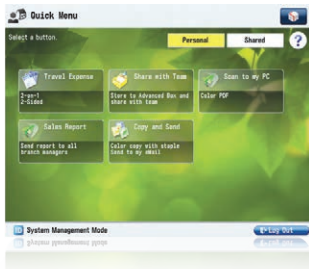 Quick Menu
Select a button.
Personal
Shared
?
Travel Expense
2-on-1
2-Sided
Share with Team
Store to Advanced Box and
share with team
Scan to my PC
Color PDF
Sales Report
Send report to all
branch managers
Copy and Send
Color copy with staple
Send to my eMail
ID System Management Mode
Log Out